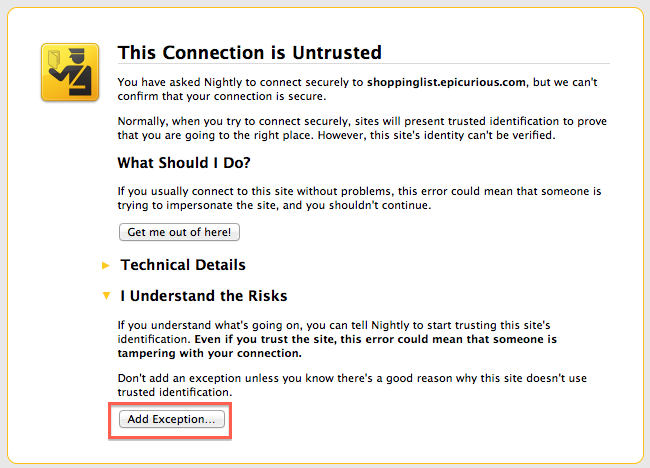 This Connection is Untrusted
You have asked Nightly to connect securely to shoppinglist.epicurious.com, but we can't
confirm that your connection is secure.
Normally, when you try to connect securely, sites will present trusted identification to prove
that you are going to the right place. However, this site's identity can't be verified.
What Should I Do?
If you usually connect to this site without problems, this error could mean that someone is
trying to impersonate the site, and you shouldn't continue.
Get me out of here!
Technical Details
I Understand the Risks
If you understand what's going on, you can tell Nightly to start trusting this site's
identification. Even if you trust the site, this error could mean that someone is
tampering with your connection.
Don't add an exception unless you know there's a good reason why this site doesn't use
trusted identification.
Add Exception...